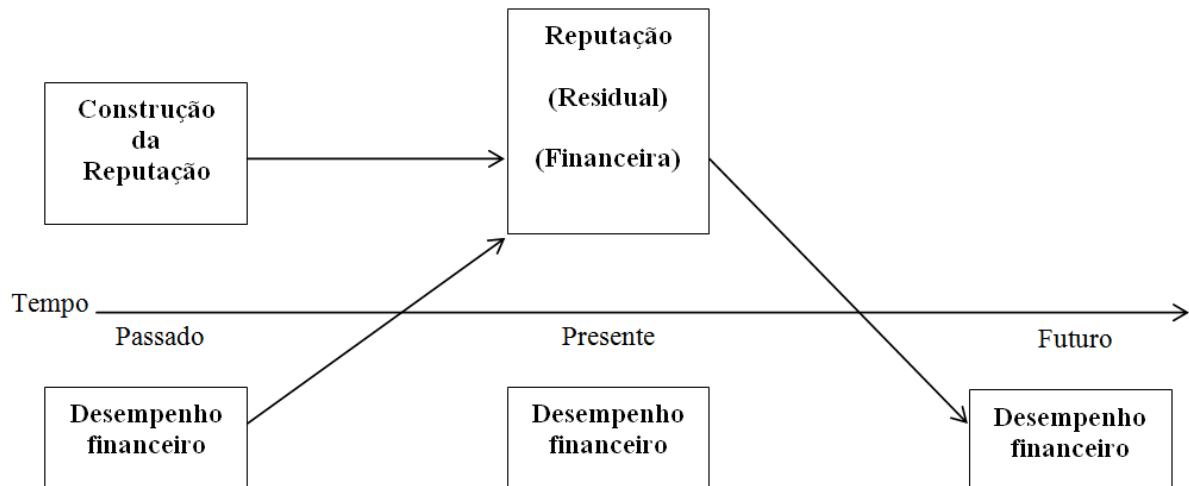 Reputação
(Residual)
(Financeira)
Construção
da
Reputação
Tempo
Passado
Presente
Futuro
Desempenho
financeiro
Desempenho
financeiro
Desempenho
financeiro